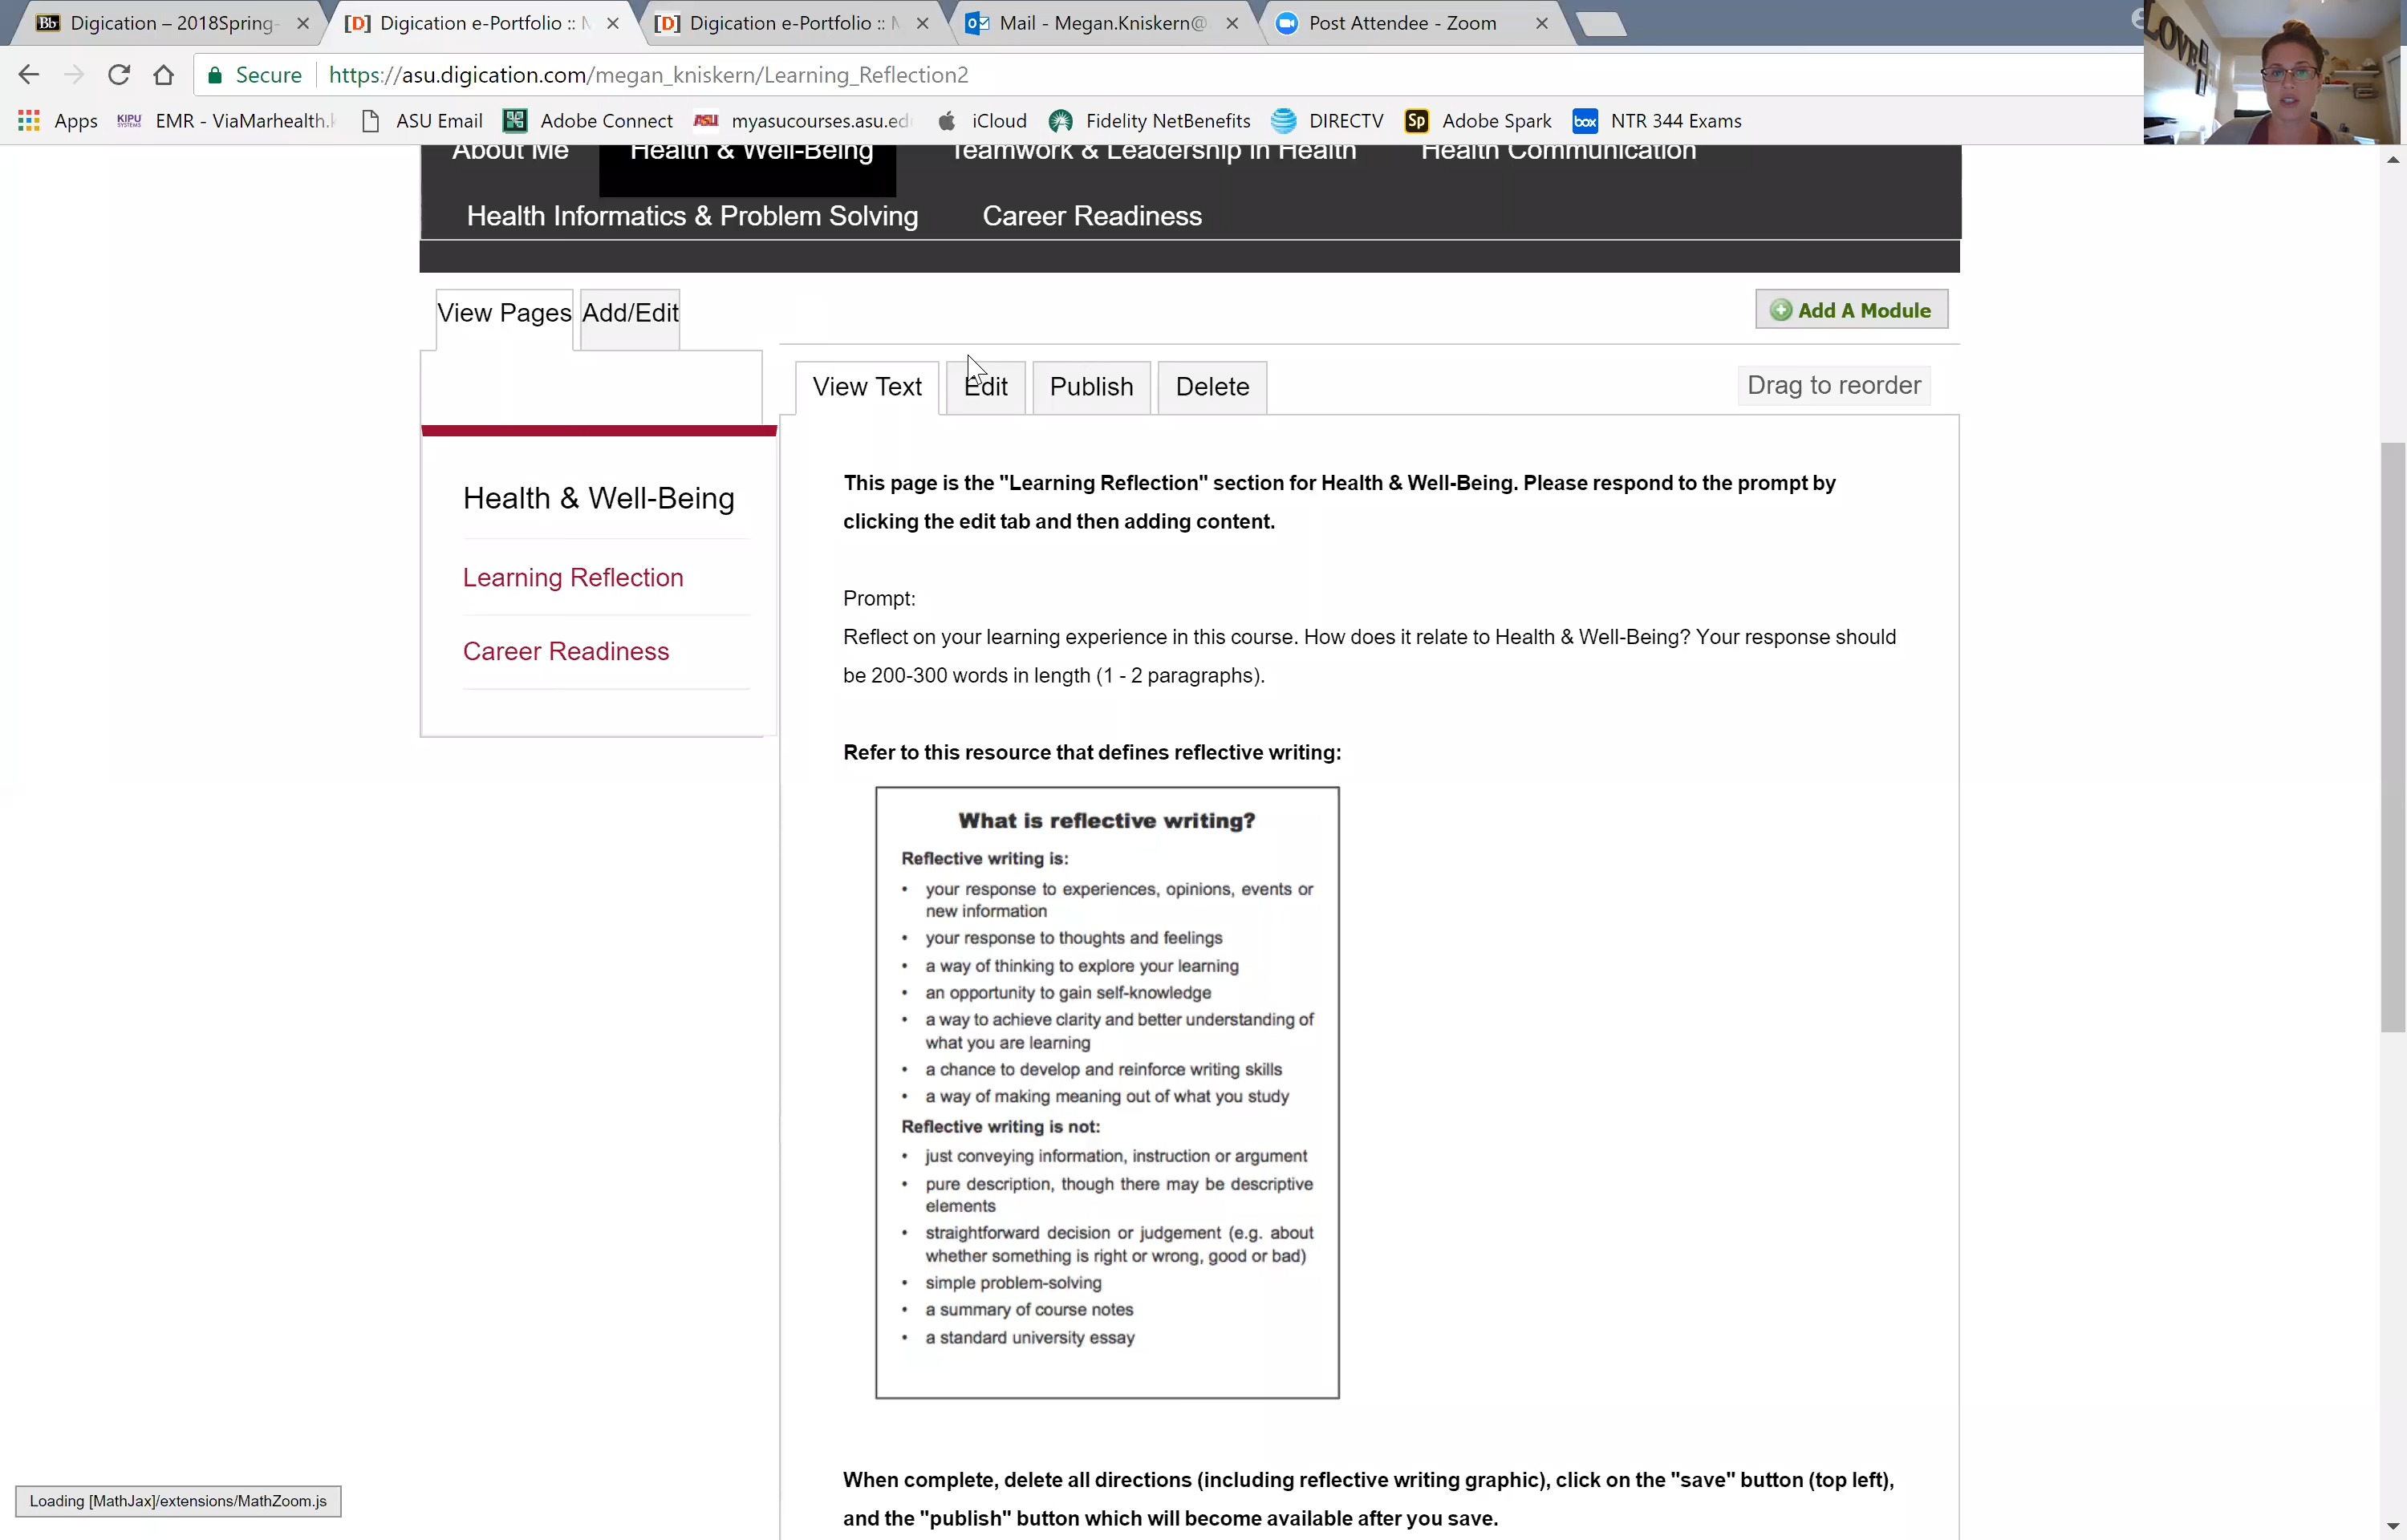 Digication – 2018Spring-
Digication e-Portfolio ::
Digication e-Portfolio ::
Mail - Megan.Kniskern@
Post Attendee - Zoom
Secure https://asu.digication.com/megan_kniskern/Learning_Reflection2
Apps KIPU SYSTEMS EMR - ViaMarhealth. ASU Email Adobe Connect ASU myasucourses.asu.ed iCloud Fidelity NetBenefits DIRECTV Sp Adobe Spark box NTR 344 Exams
LOVE
About Me Health & Well-Being Teamwork & Leadership in Health Health Communication
Health Informatics & Problem Solving Career Readiness
View Pages Add/Edit
Add A Module
View Text Edit Publish Delete
Drag to reorder
Health & Well-Being
Learning Reflection
Career Readiness
This page is the "Learning Reflection" section for Health & Well-Being. Please respond to the prompt by
clicking the edit tab and then adding content.
Prompt:
Reflect on your learning experience in this course. How does it relate to Health & Well-Being? Your response should
be 200-300 words in length (1 - 2 paragraphs).
Refer to this resource that defines reflective writing:
What is reflective writing?
Reflective writing is:
• your response to experiences, opinions, events or
new information
• your response to thoughts and feelings
• a way of thinking to explore your learning
• an opportunity to gain self-knowledge
• a way to achieve clarity and better understanding of
what you are learning
• a chance to develop and reinforce writing skills
• a way of making meaning out of what you study
Reflective writing is not:
• just conveying information, instruction or argument
• pure description, though there may be descriptive
elements
• straightforward decision or judgement (e.g. about
whether something is right or wrong, good or bad)
• simple problem-solving
• a summary of course notes
• a standard university essay
When complete, delete all directions (including reflective writing graphic), click on the "save" button (top left),
and the "publish" button which will become available after you save.
Loading [MathJax]/extensions/MathZoom.js